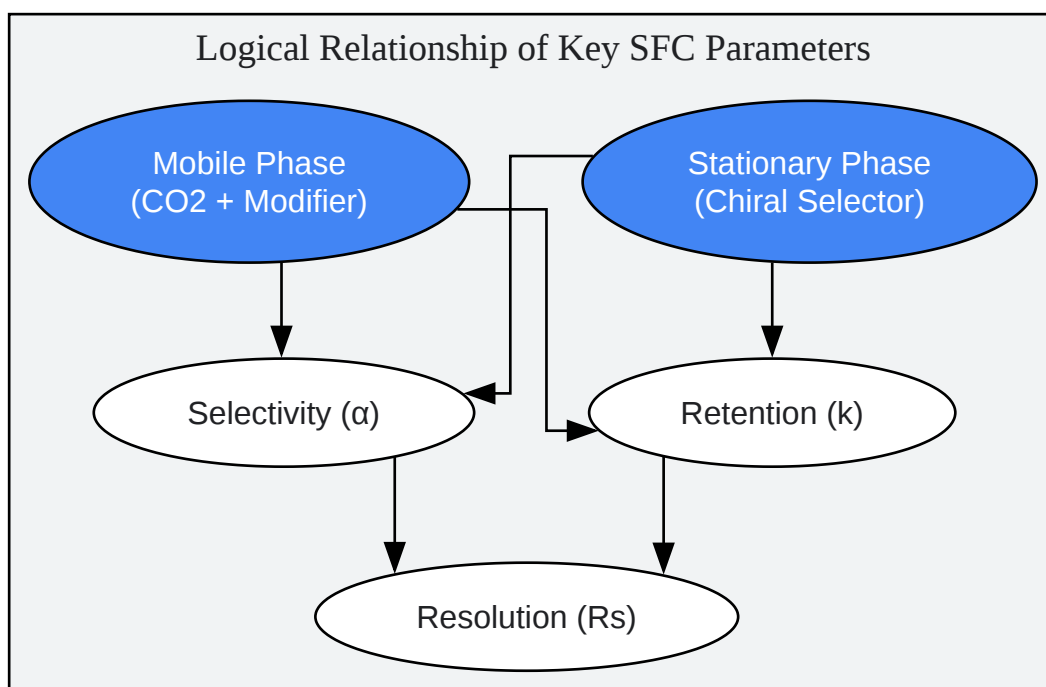 Logical Relationship of Key SFC Parameters
Mobile Phase
(CO2 + Modifier)
Stationary Phase
(Chiral Selector)
Selectivity (α)
Retention (k)
Resolution (Rs)